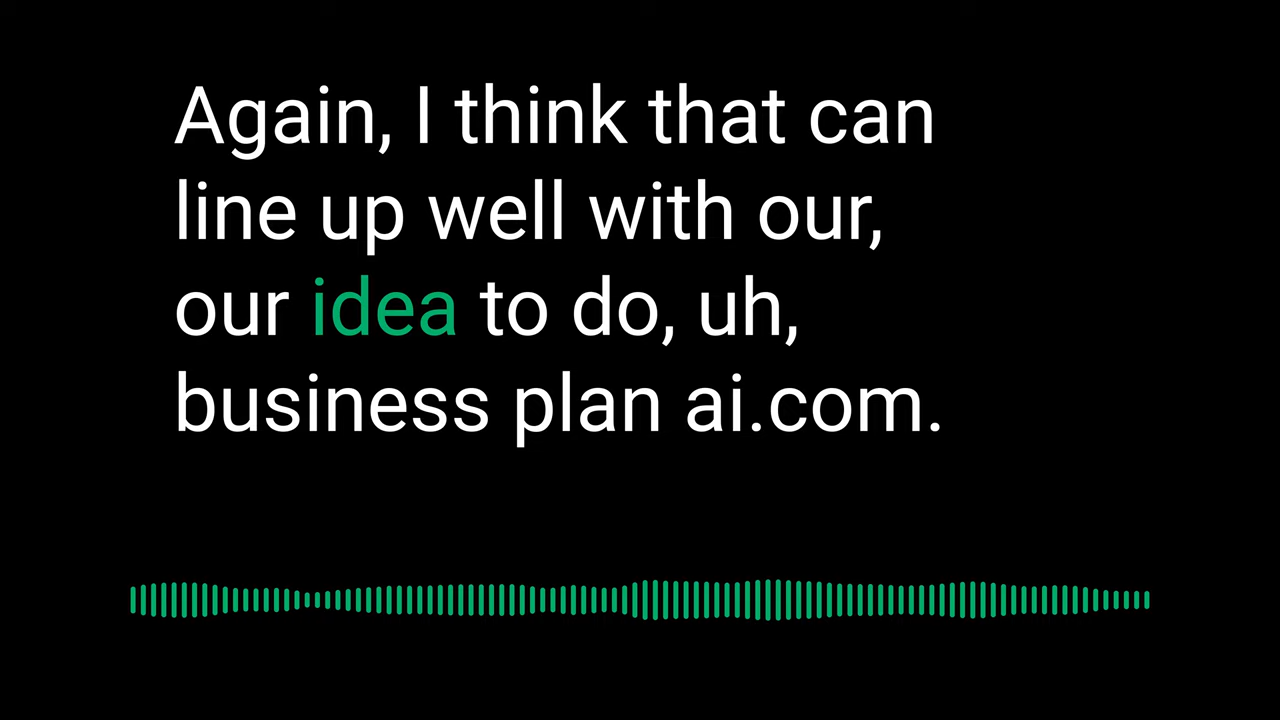 Again, I think that can
line up well with our,
our idea to do, uh,
business plan ai.com.